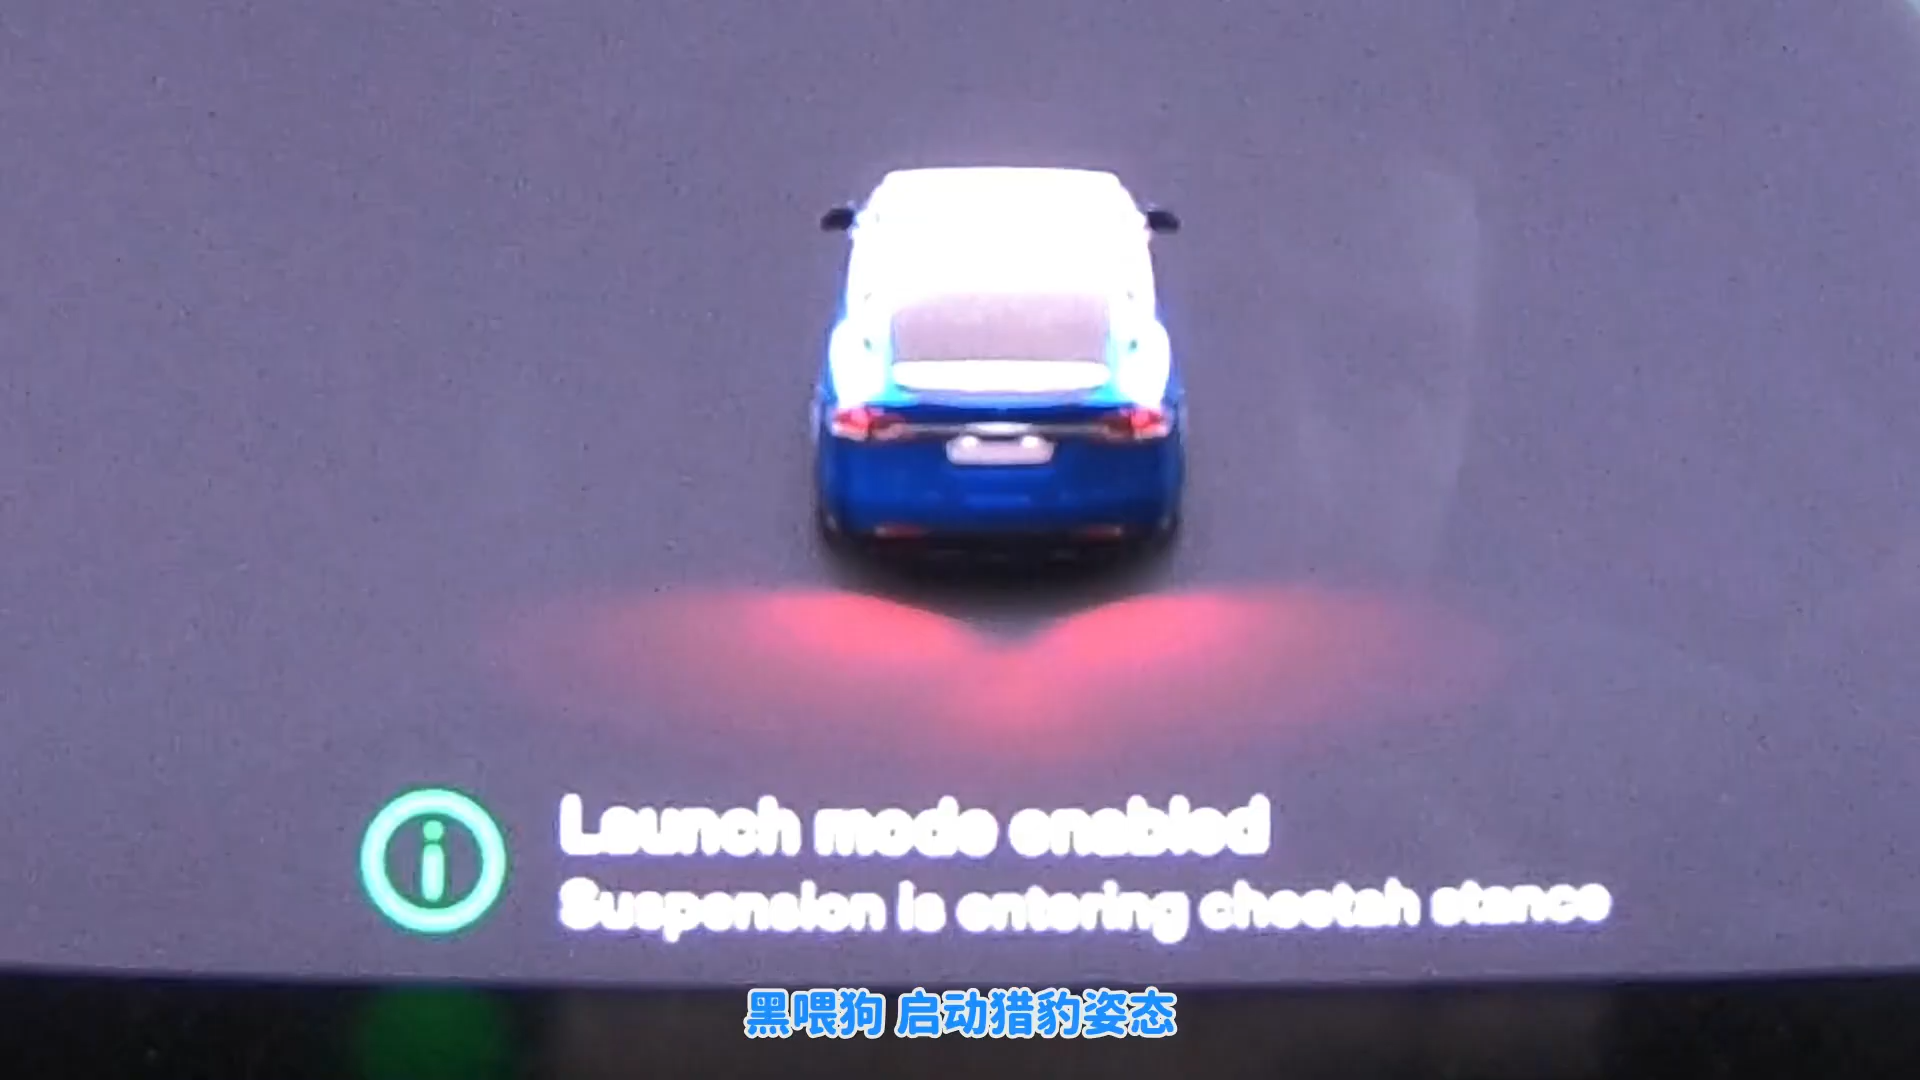 Launch mode enabled
Suspension is entering cheetah stance
黑喂狗 启动猎豹姿态